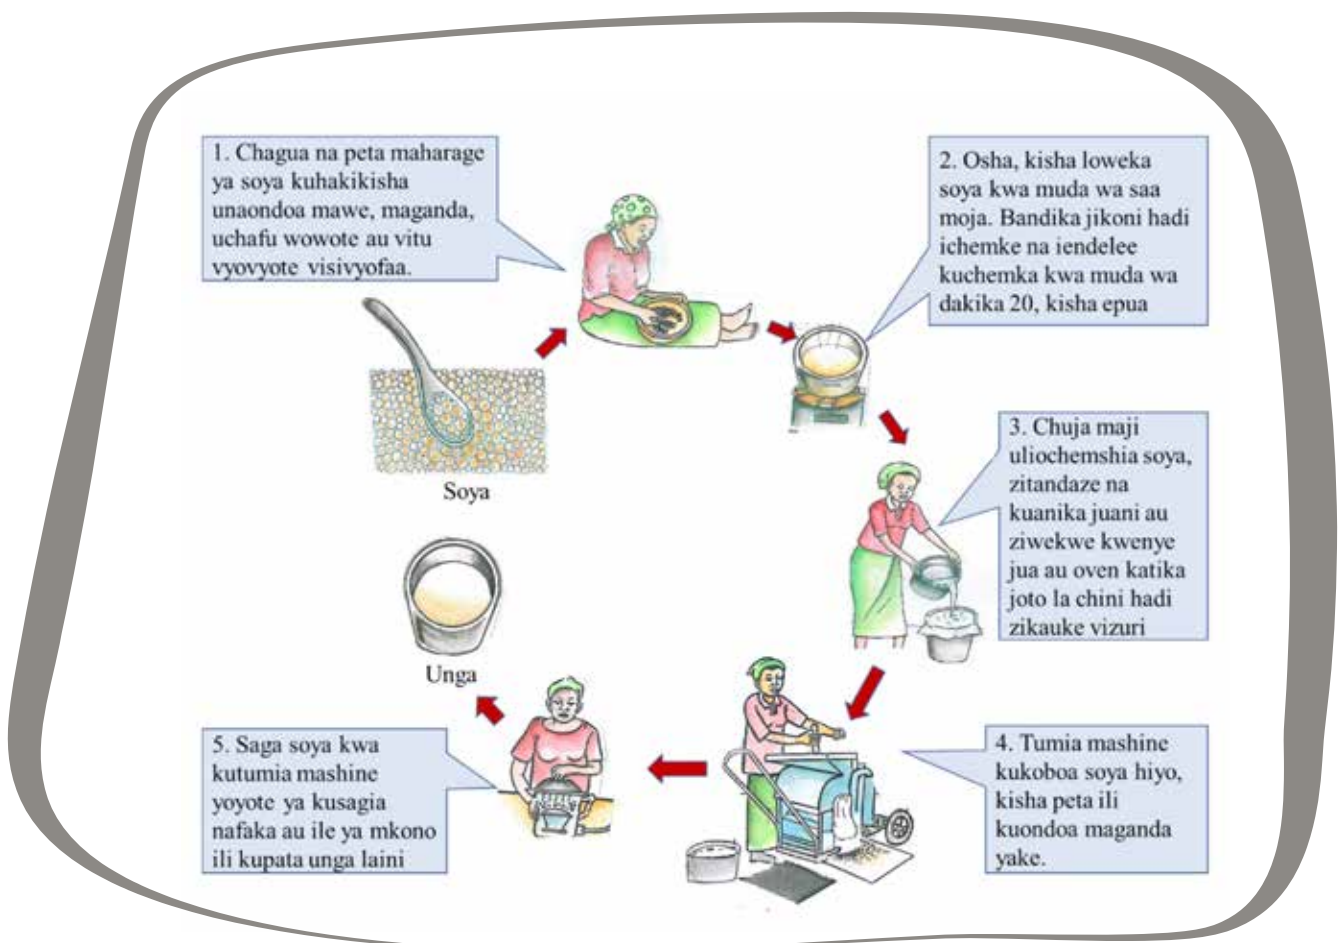 1. Chagua na peta maharage
ya soya kuhakikisha
unaondoa mawe, maganda,
uchafu wowote au vitu
vyovyote visivyofaa.
2. Osha, kisha loweka
soya kwa muda wa saa
moja. Bandika jikoni hadi
ichemke na iendelee
kuchemka kwa muda wa
dakika 20, kisha epua
Soya
3. Chuja maji
uliochemshia soya,
zitandaze na
kuanika juani au
ziwekwe kwenye
jua au oven katika
joto la chini hadi
zikauke vizuri
4. Tumia mashine
kukoboa soya hiyo,
kisha peta ili
kuondoa maganda
yake.
5. Saga soya kwa
kutumia mashine
yoyote ya kusagia
nafaka au ile ya mkono
ili kupata unga laini
Unga